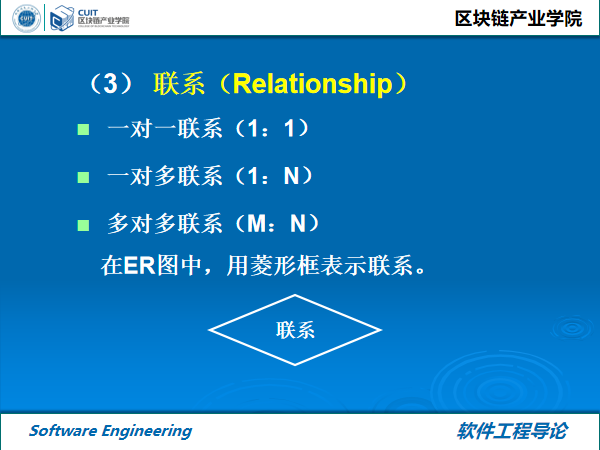 CUIT
区块链产业学院
区块链产业学院
（3） 联系（Relationship）
一对一联系（1：1）
一对多联系（1：N）
多对多联系（M：N）
在ER图中，用菱形框表示联系。
联系
Software Engineering
软件工程导论